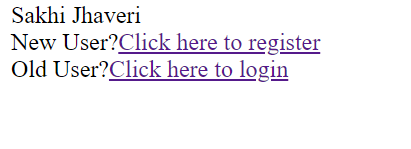 Sakhi Jhaveri
New User?Click here to register
Old User?Click here to login